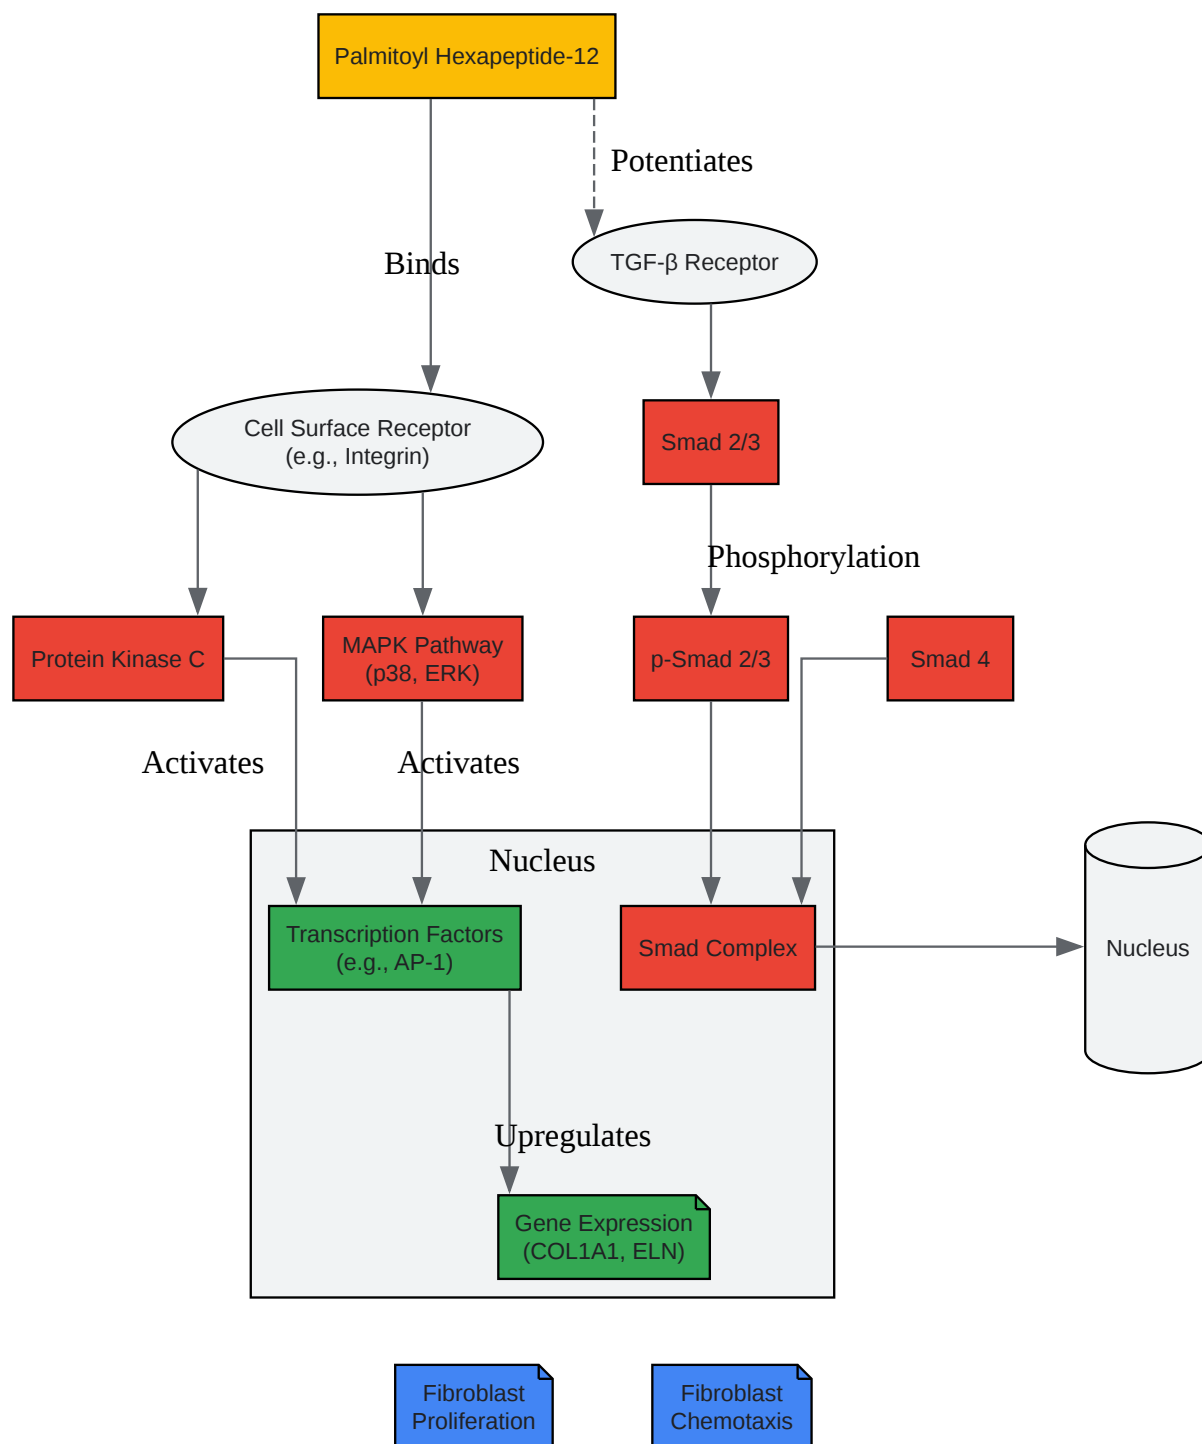 Palmitoyl Hexapeptide-12
Potentiates
Binds
TGF-β Receptor
Cell Surface Receptor
(e.g., Integrin)
Smad 2/3
Phosphorylation
Protein Kinase C
MAPK Pathway
(p38, ERK)
p-Smad 2/3
Smad 4
Activates
Activates
Nucleus
Transcription Factors
(e.g., AP-1)
Smad Complex
Nucleus
Upregulates
Gene Expression
(COL1A1, ELN)
Fibroblast
Proliferation
Fibroblast
Chemotaxis